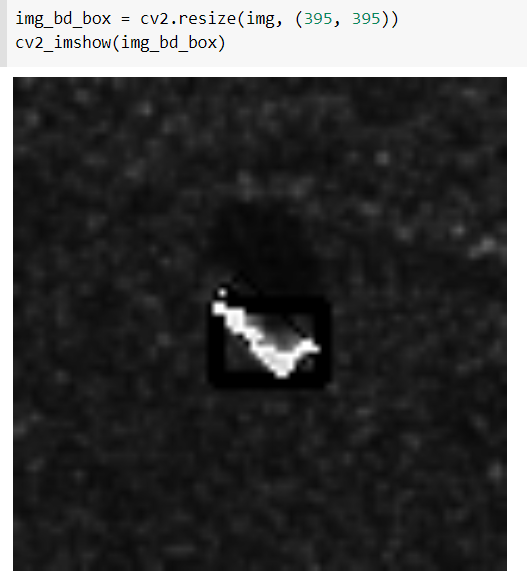 img_bd_box = cv2.resize(img, (395, 395))
cv2_imshow(img_bd_box)